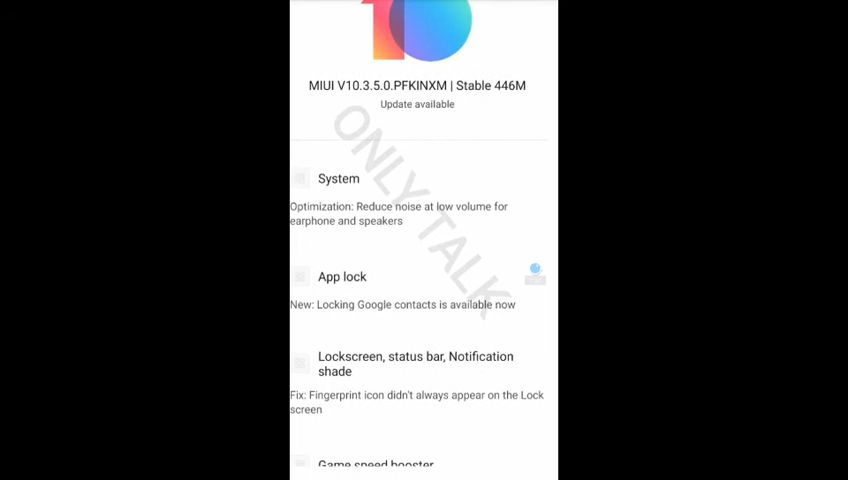 10
MIUI V10.3.5.0.PFKINXM | Stable 446M
Update available
ONLY TALK
System
Optimization: Reduce noise at low volume for
earphone and speakers
App lock
New: Locking Google contacts is available now
Lockscreen, status bar, Notification
shade
Fix: Fingerprint icon didn't always appear on the Lock
screen
Game speed booster